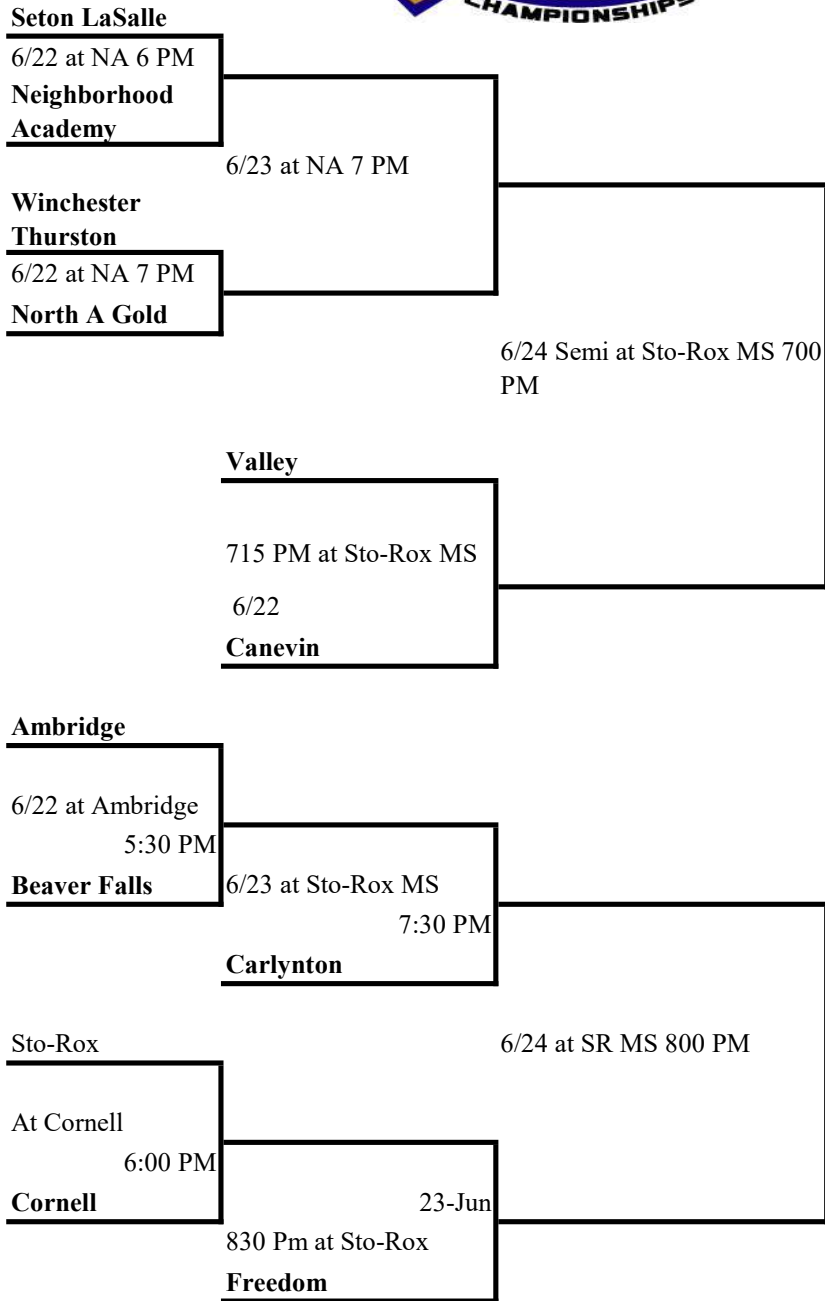 CHAMPIONSHIPS
Seton LaSalle
6/22 at NA 6 PM
Neighborhood
Academy
6/23 at NA 7 PM
Winchester
Thurston
6/22 at NA 7 PM
North A Gold
6/24 Semi at Sto-Rox MS 700
PM
Valley
715 PM at Sto-Rox MS
6/22
Canevin
Ambridge
6/22 at Ambridge
5:30 PM
Beaver Falls
6/23 at Sto-Rox MS
7:30 PM
Carlynton
Sto-Rox
6/24 at SR MS 800 PM
At Cornell
6:00 PM
Cornell
23-Jun
830 Pm at Sto-Rox
Freedom